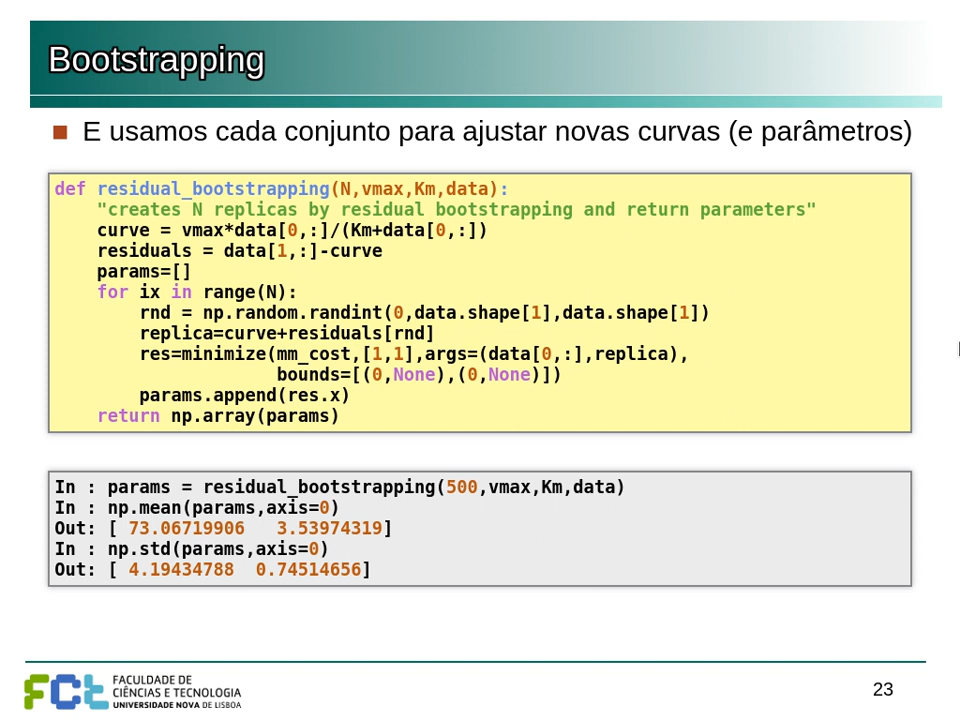 Bootstrapping
E usamos cada conjunto para ajustar novas curvas (e parâmetros)
def residual_bootstrapping(N,vmax,Km,data):
    "creates N replicas by residual bootstrapping and return parameters"
    curve = vmax*data[0,:]/(Km+data[0,:])
    residuals = data[1,:]-curve
    params=[]
    for ix in range(N):
        rnd = np.random.randint(0,data.shape[1],data.shape[1])
        replica=curve+residuals[rnd]
        res=minimize(mm_cost,[1,1],args=(data[0,:],replica),
                     bounds=[(0,None),(0,None)])
        params.append(res.x)
    return np.array(params)
In : params = residual_bootstrapping(500,vmax,Km,data)
In : np.mean(params,axis=0)
Out: [ 73.06719906   3.53974319]
In : np.std(params,axis=0)
Out: [ 4.19434788  0.74514656]
FCt
FACULDADE DE
CIÊNCIAS E TECNOLOGIA
UNIVERSIDADE NOVA DE LISBOA
23